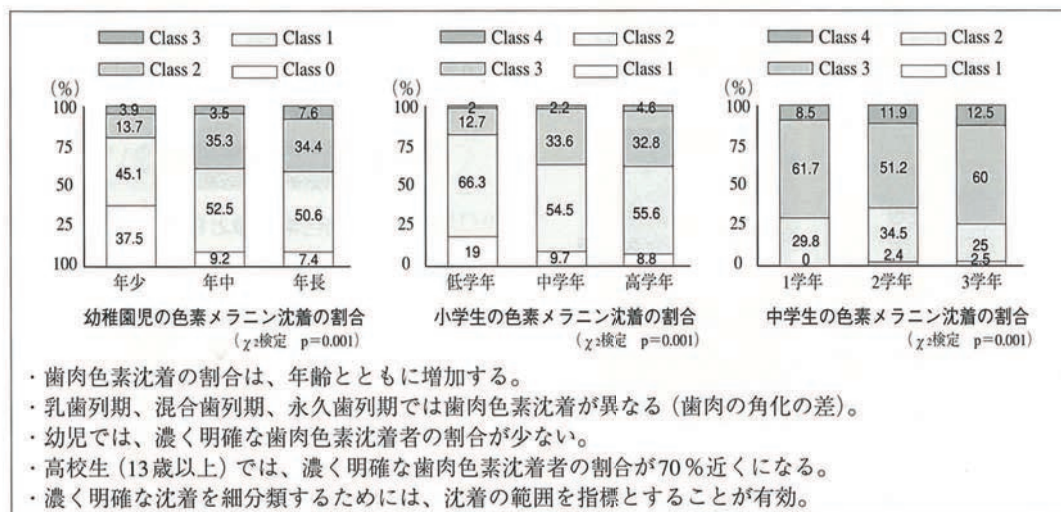 Class 3 Class 1
Class 2 Class 0
(%)
100
75
50
25
100
3.9
13.7
45.1
37.5
3.5
35.3
52.5
9.2
7.6
34.4
50.6
7.4
年少 年中 年長
幼稚園児の色素メラニン沈着の割合
(χ2検定 p=0.001)
Class 4 Class 2
Class 3 Class 1
(%)
100
75
50
25
0
2
12.7
66.3
19
2.2
33.6
54.5
9.7
4.6
32.8
55.6
8.8
低学年 中学年 高学年
小学生の色素メラニン沈着の割合
(χ2検定 p=0.001)
Class 4 Class 2
Class 3 Class 1
(%)
100
75
50
25
0
8.5
61.7
29.8
0
11.9
51.2
34.5
2.4
12.5
60
25
2.5
1学年 2学年 3学年
中学生の色素メラニン沈着の割合
(χ2検定 p=0.001)
・歯肉色素沈着の割合は、年齢とともに増加する。
・乳歯列期、混合歯列期、永久歯列期では歯肉色素沈着が異なる (歯肉の角化の差)。
・幼児では、濃く明確な歯肉色素沈着者の割合が少ない。
・高校生 (13歳以上) では、濃く明確な歯肉色素沈着者の割合が70%近くになる。
・濃く明確な沈着を細分類するためには、沈着の範囲を指標とすることが有効。